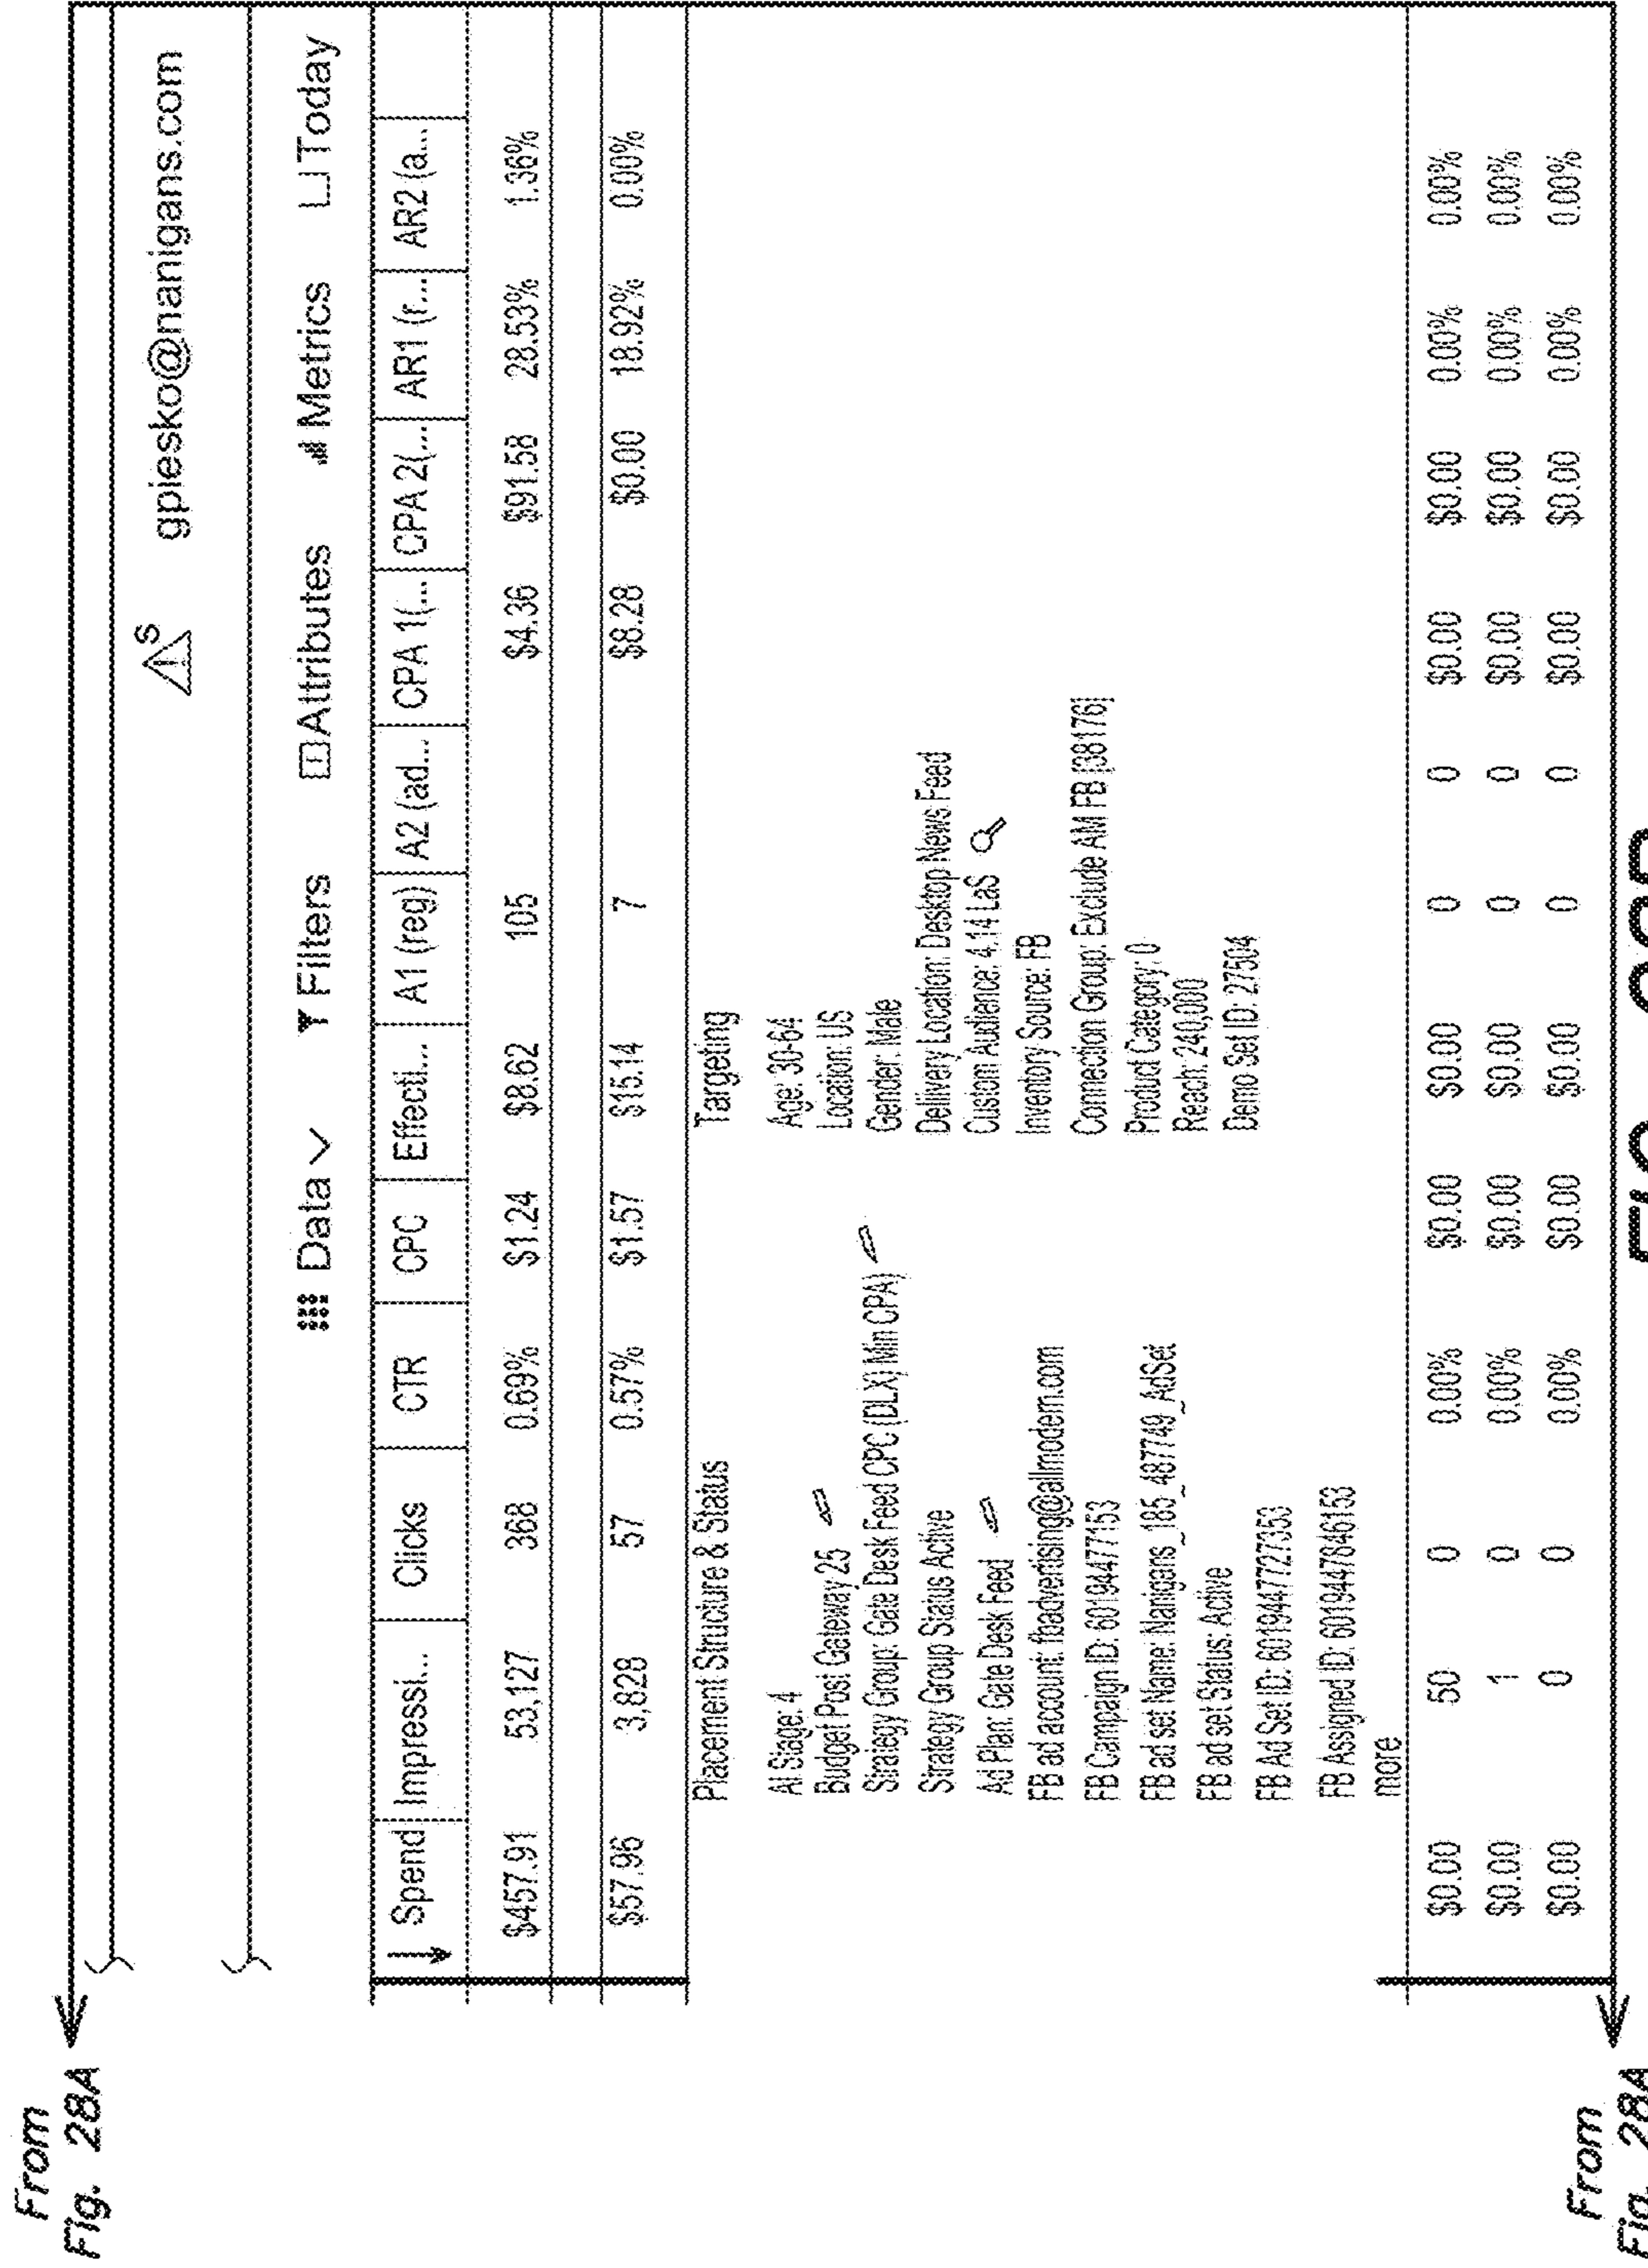 From
Fig. 28A
gpiesko@nanigans.com
Data Filters Attributes Metrics Today
Spend Impressi... Clicks CTR CPC Effecti... A1 (reg) A2 (ad... CPA 1(... CPA 2(... AR1 (r... AR2 (a...
$457.91 53,127 368 0.69% $1.24 $8.62 105 $4.36 $91.58 28.53% 1.36%
$57.96 3,828 57 0.57% $1.57 $15.14 7 $8.28 $0.00 18.92% 0.00%
Placement Structure & Status
AI Stage: 4
Budget Post Gateway 25
Strategy Group: Gate Desk Feed CPC (DLX) Min CPA)
Strategy Group Status Active
Ad Plan: Gate Desk Feed
FB ad account: fbadvertising@allmodern.com
FB Campaign ID: 6019447153
FB ad set Name: Nanigans_185_487749_AdSet
FB ad set Status: Active
FB Ad Set ID: 6019447727353
FB Assigned ID: 6019447846153
more
Targeting
Age: 30-64
Location: US
Gender: Male
Delivery Location: Desktop News Feed
Custom Audience: 4.14 LaS
Inventory Source: FB
Connection Group: Exclude AM FB [38176]
Product Category: 0
Reach: 240,000
Demo Set ID: 27504
$0.00 50 0 0.00% $0.00 $0.00 0 0 $0.00 $0.00 0.00% 0.00%
$0.00 1 0 0.00% $0.00 $0.00 0 0 $0.00 $0.00 0.00% 0.00%
$0.00 0 0 0.00% $0.00 $0.00 0 0 $0.00 $0.00 0.00% 0.00%
From
Fig. 28A